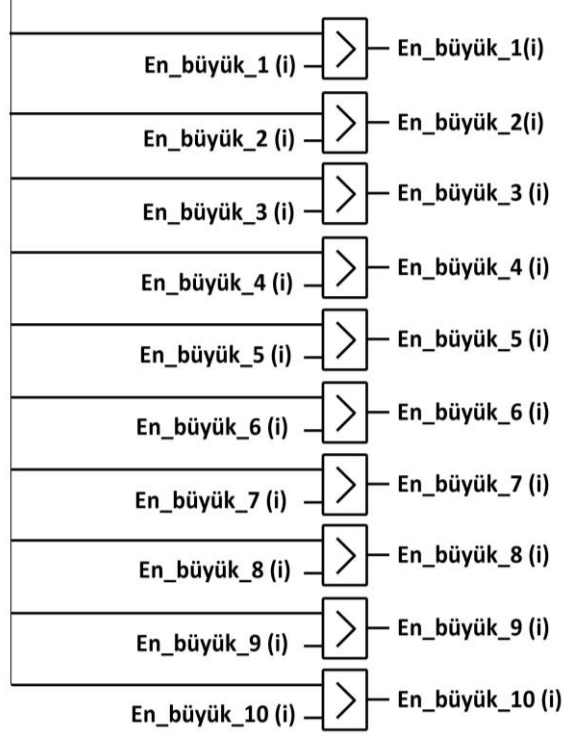 En_büyük_1 (i) En_büyük_1(i)
En_büyük_2 (i) En_büyük_2(i)
En_büyük_3 (i) En_büyük_3 (i)
En_büyük_4 (i) En_büyük_4 (i)
En_büyük_5 (i) En_büyük_5 (i)
En_büyük_6 (i) En_büyük_6 (i)
En_büyük_7 (i) En_büyük_7 (i)
En_büyük_8 (i) En_büyük_8 (i)
En_büyük_9 (i) En_büyük_9 (i)
En_büyük_10 (i) En_büyük_10 (i)